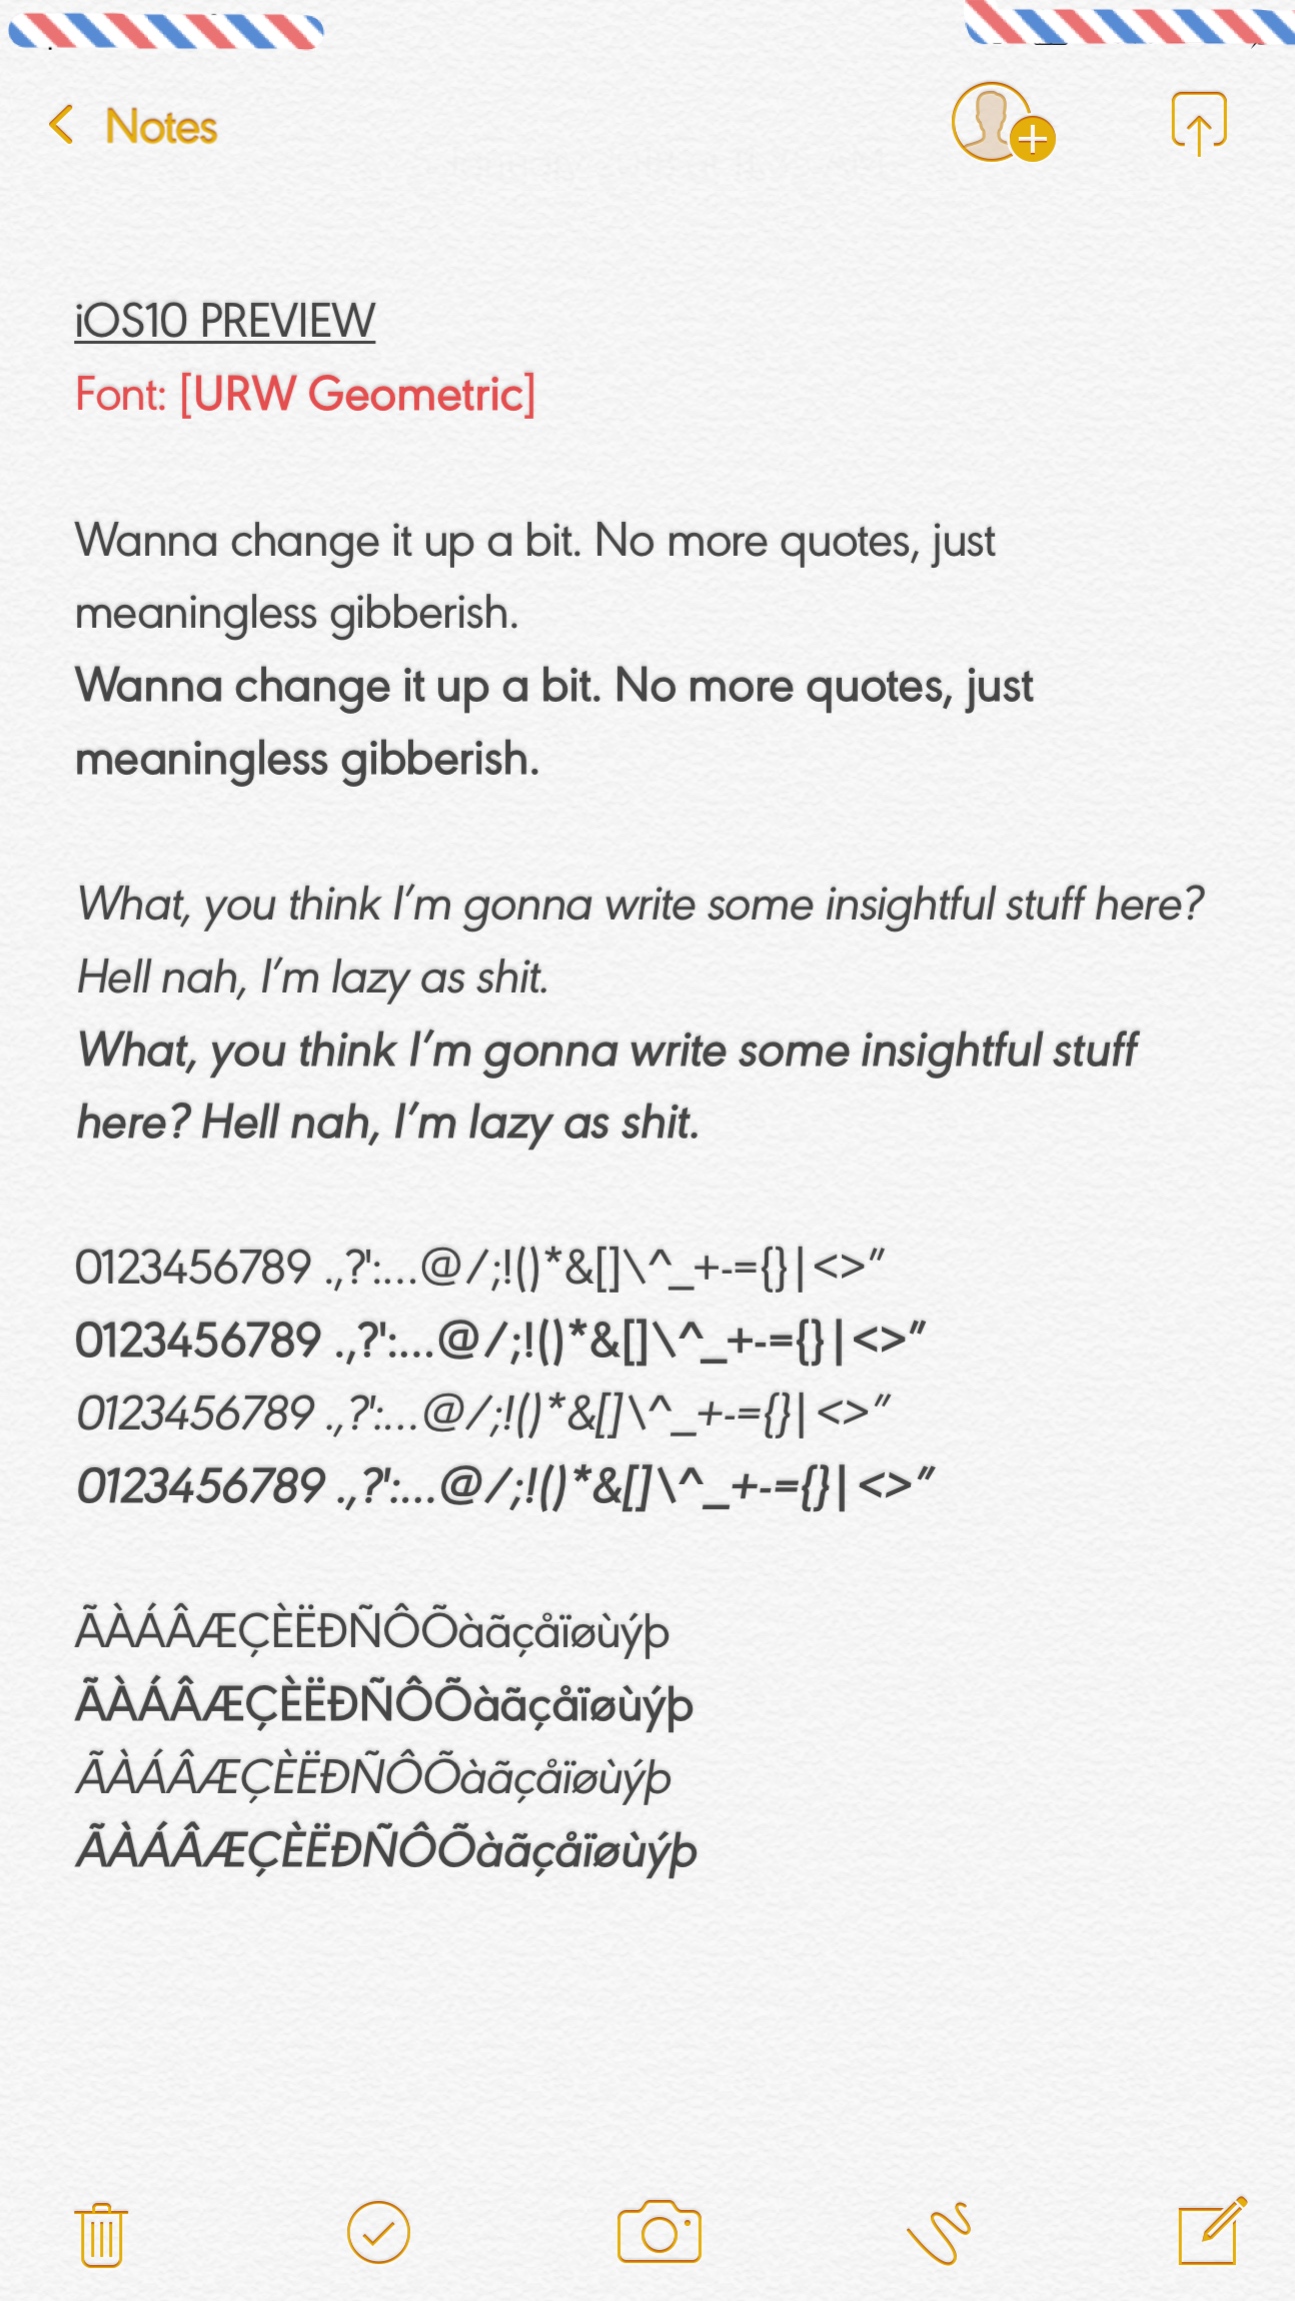 Notes
iOS10 PREVIEW
Font: [URW Geometric]
Wanna change it up a bit. No more quotes, just
meaningless gibberish.
Wanna change it up a bit. No more quotes, just
meaningless gibberish.
What, you think I’m gonna write some insightful stuff here?
Hell nah, I’m lazy as shit.
What, you think I’m gonna write some insightful stuff
here? Hell nah, I’m lazy as shit.
0123456789 .,?':…@/;!()*&[]\^_+-={}|<>”
0123456789 .,?':…@/;!()*&[]\^_+-={}|<>”
0123456789 .,?':…@/;!()*&[]\^_+-={}|<>”
0123456789 .,?':…@/;!()*&[]\^_+-={}|<>”
ÃÀÁÂÆÇÈËÐÑÔÕàãçåïøùýþ
ÃÀÁÂÆÇÈËÐÑÔÕàãçåïøùýþ
ÃÀÁÂÆÇÈËÐÑÔÕàãçåïøùýþ
ÃÀÁÂÆÇÈËÐÑÔÕàãçåïøùýþ